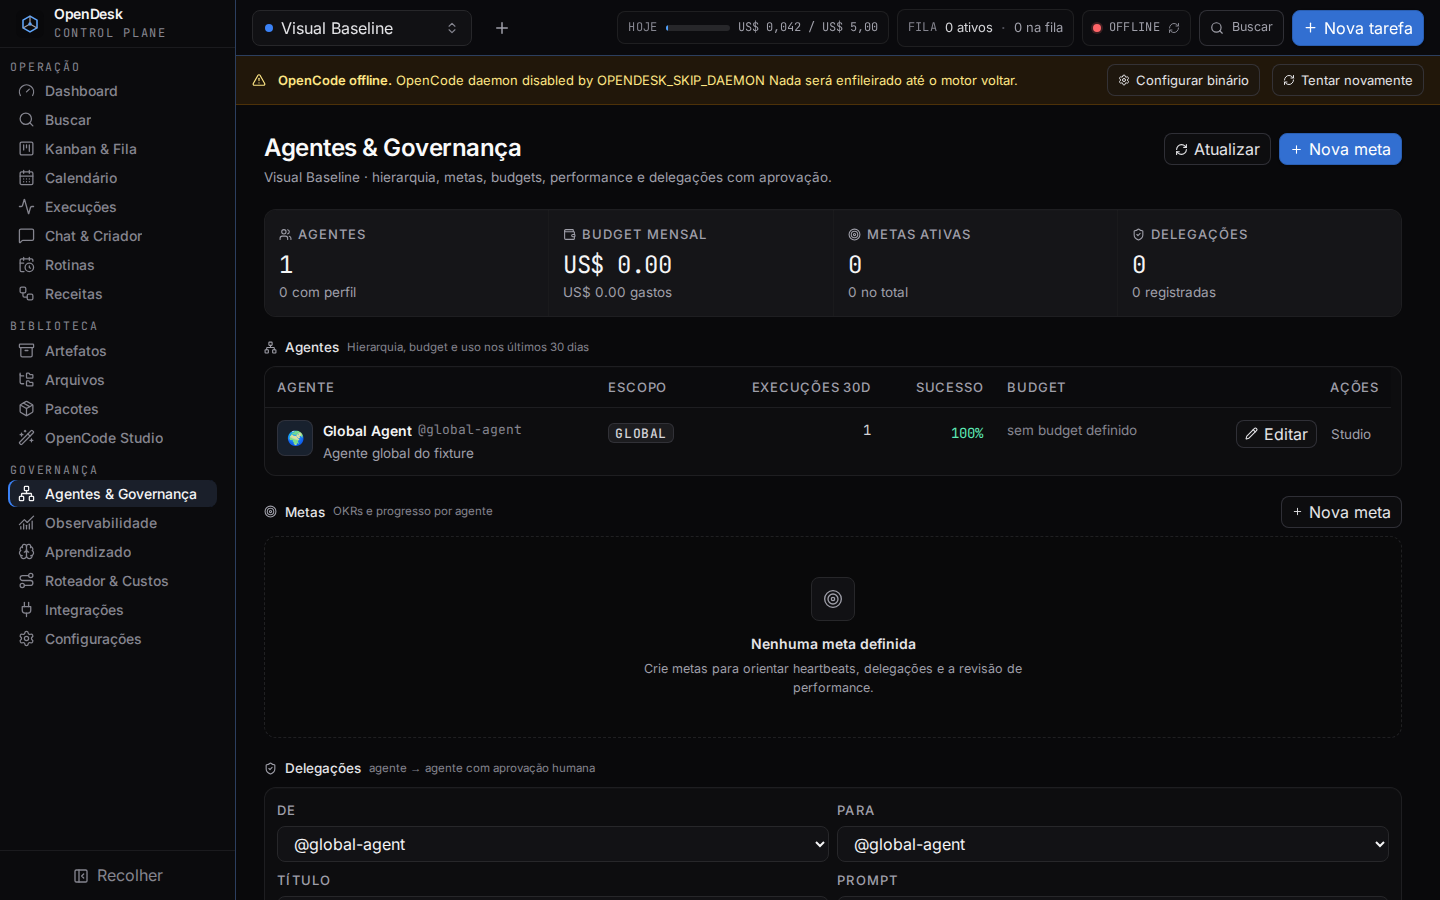 OpenDesk
CONTROL PLANE
OPERAÇÃO
Dashboard
Buscar
Kanban & Fila
Calendário
Execuções
Chat & Criador
Rotinas
Receitas
BIBLIOTECA
Artefatos
Arquivos
Pacotes
OpenCode Studio
GOVERNANÇA
Agentes & Governança
Observabilidade
Aprendizado
Roteador & Custos
Integrações
Configurações
Recolher
Visual Baseline
HOJE US$ 0,042 / US$ 5,00
FILA 0 ativos · 0 na fila
OFFLINE
Buscar
Nova tarefa
OpenCode offline. OpenCode daemon disabled by OPENDESK_SKIP_DAEMON Nada será enfileirado até o motor voltar.
Configurar binário
Tentar novamente
Agentes & Governança
Visual Baseline · hierarquia, metas, budgets, performance e delegações com aprovação.
Atualizar
Nova meta
AGENTES
1
0 com perfil
BUDGET MENSAL
US$ 0.00
US$ 0.00 gastos
METAS ATIVAS
0
0 no total
DELEGAÇÕES
0
0 registradas
Agentes Hierarquia, budget e uso nos últimos 30 dias
AGENTE ESCOPO EXECUÇÕES 30D SUCESSO BUDGET AÇÕES
Global Agent @global-agent
Agente global do fixture
GLOBAL
1
100%
sem budget definido
Editar
Studio
Metas OKRs e progresso por agente
Nova meta
Nenhuma meta definida
Crie metas para orientar heartbeats, delegações e a revisão de
performance.
Delegações agente → agente com aprovação humana
DE
@global-agent
PARA
@global-agent
TÍTULO
PROMPT